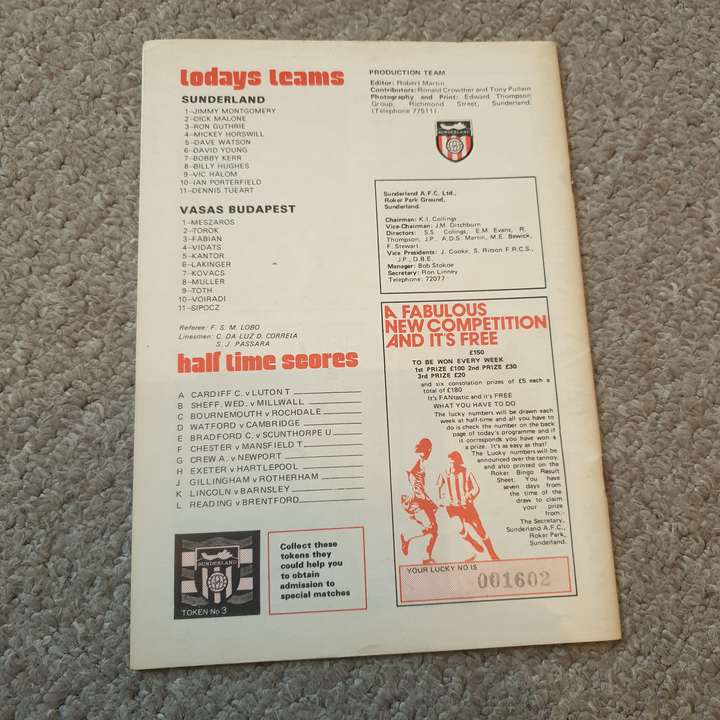 todays teams
SUNDERLAND
1—JIMMY MONTGOMERY
2—DICK MALONE
3—RON GUTHRIE
4—MICKEY HORSWILL
5—DAVE WATSON
6—DAVID YOUNG
7—BOBBY KERR
8—BILLY HUGHES
9—VIC HALOM
10—IAN PORTERFIELD
11—DENNIS TUEART
VASAS BUDAPEST
1—MESZAROS
2—TOROK
3—FABIAN
4—VIDATS
5—KANTOR
6—LAKINGER
7—KOVACS
8—MULLER
9—TOTH
10—VOIRADI
11—SIPOCZ
Referee: F. S. M. LOBO
Linesmen: C. DA LUZ D. CORREIA
S. J. PASSARA
half time scores
A CARDIFF C. v LUTON T
B SHEFF. WED. v MILLWALL
C BOURNEMOUTH v ROCHDALE
D WATFORD v CAMBRIDGE
E BRADFORD C. v SCUNTHORPE U
F CHESTER v MANSFIELD T
G CREW A. v NEWPORT
H EXETER v HARTLEPOOL
J GILLINGHAM v ROTHERHAM
K LINCOLN v BARNSLEY
L READING v BRENTFORD
SUNDERLAND
TOKEN No 3
Collect these
tokens they
could help you
to obtain
admission to
special matches
PRODUCTION TEAM
Editor: Robert Martin
Contributors: Ronald Crowther and Tony Pullein
Photography and Print: Edward Thompson
Group, Richmond Street, Sunderland.
(Telephone 77511).
SUNDERLAND
Sunderland A.F.C. Ltd.,
Roker Park Ground,
Sunderland.
Chairman: K.I. Collings
Vice-Chairman: J.M. Ditchburn
Directors: S.S. Collings, E.M. Evans, R.
Thompson, J.P., A.D.S. Martin, M.E. Bewick,
F. Stewart.
Vice Presidents: J. Cooke, S. Ritson F.R.C.S.,
J.P., D.B.E.
Manager: Bob Stokoe
Secretary: Ron Linney
Telephone: 72077
A FABULOUS
NEW COMPETITION
AND IT'S FREE
£150
TO BE WON EVERY WEEK
1st PRIZE £100 2nd PRIZE £30
3rd PRIZE £20
and six consolation prizes of £5 each a
total of £180
It's FANtastic and it's FREE
WHAT YOU HAVE TO DO
The lucky numbers will be drawn each
week at half-time and all you have to
do is check the number on the back
page of today's programme and if
it corresponds you have won a
a prize. It's as easy as that!
The Lucky numbers will be
announced over the tannoy
and also printed on the
Roker Bingo Result
Sheet. You have
seven days from
the time of the
draw to claim
your prize
from:-
The Secretary,
Sunderland A.F.C.,
Roker Park,
Sunderland.
YOUR LUCKY NO IS
001602